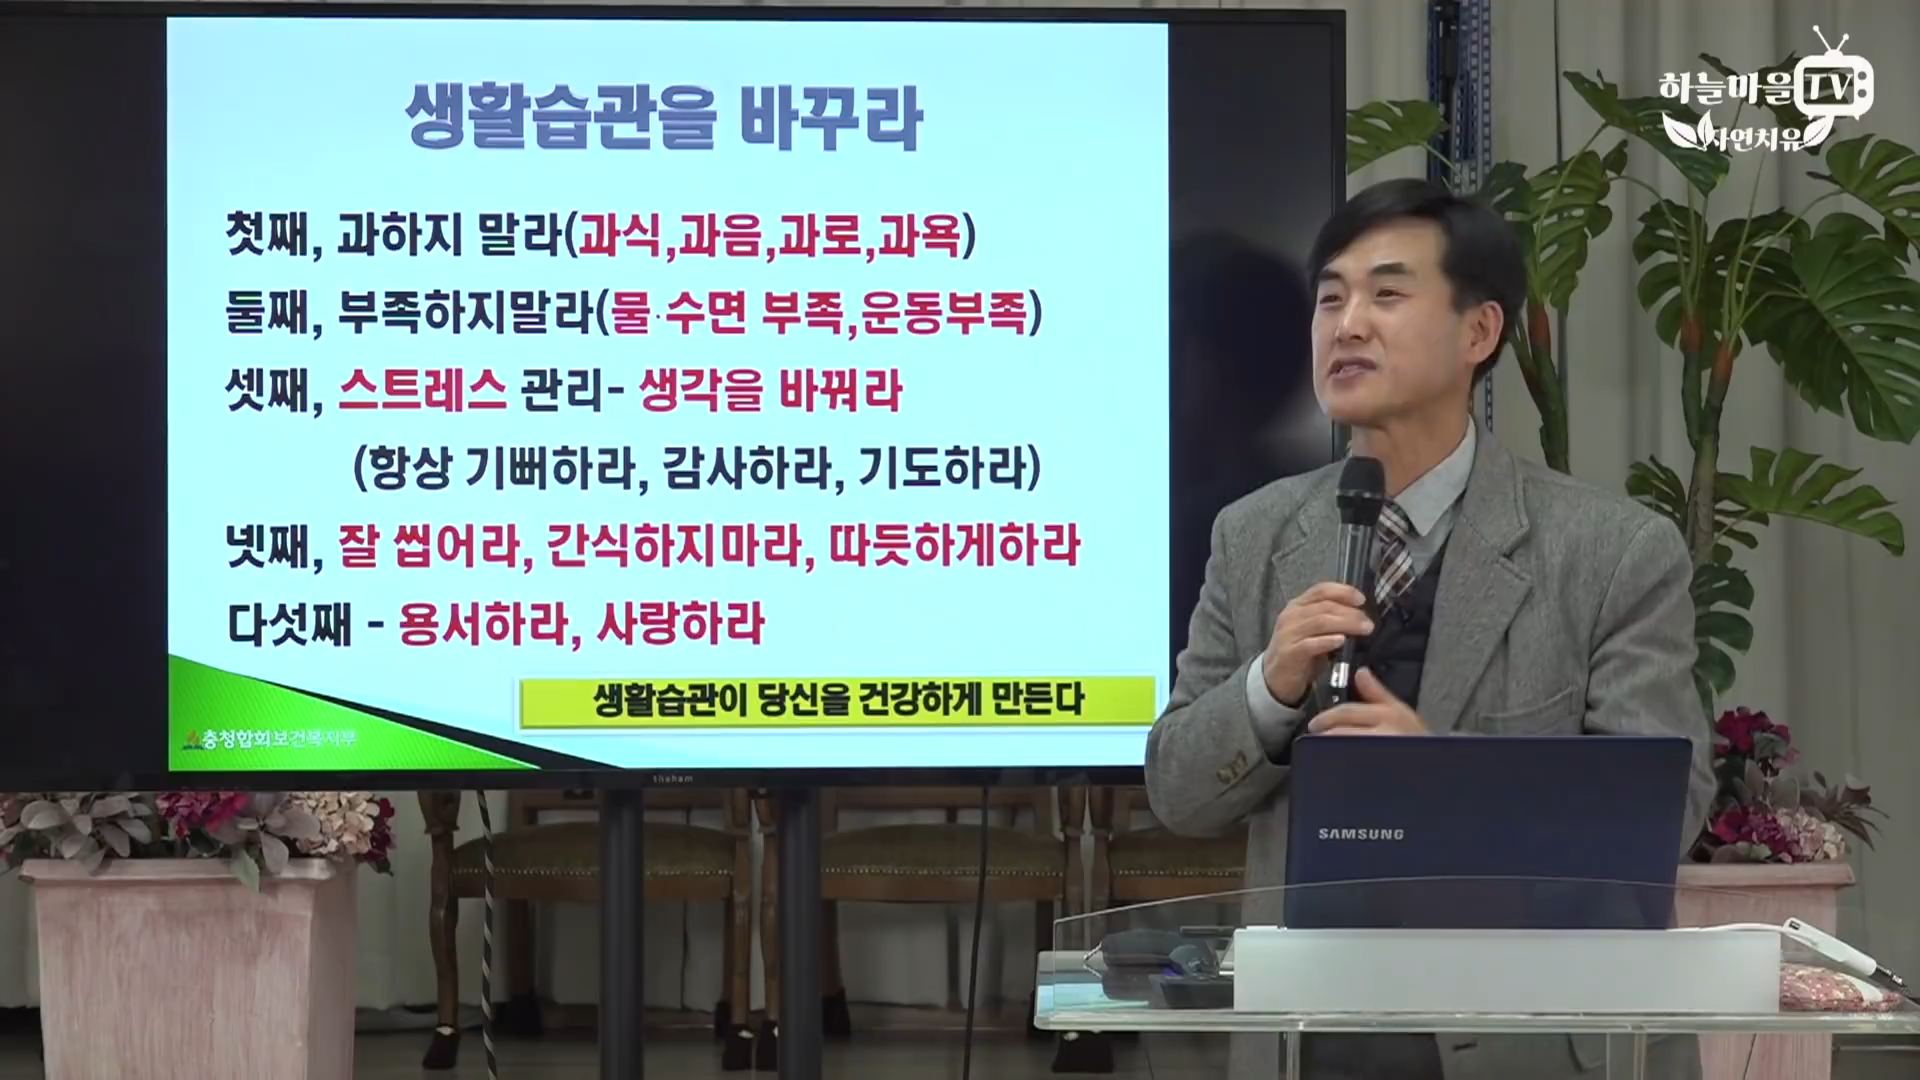 생활습관을 바꾸라
첫째, 과하지 말라(과식,과음,과로,과욕)
둘째, 부족하지말라(물·수면 부족,운동부족)
셋째, 스트레스 관리- 생각을 바꿔라
(항상 기뻐하라, 감사하라, 기도하라)
넷째, 잘 씹어라, 간식하지마라, 따듯하게하라
다섯째 - 용서하라, 사랑하라
생활습관이 당신을 건강하게 만든다
충청합회보건복지부
theham
하늘마을TV
자연치유
SAMSUNG